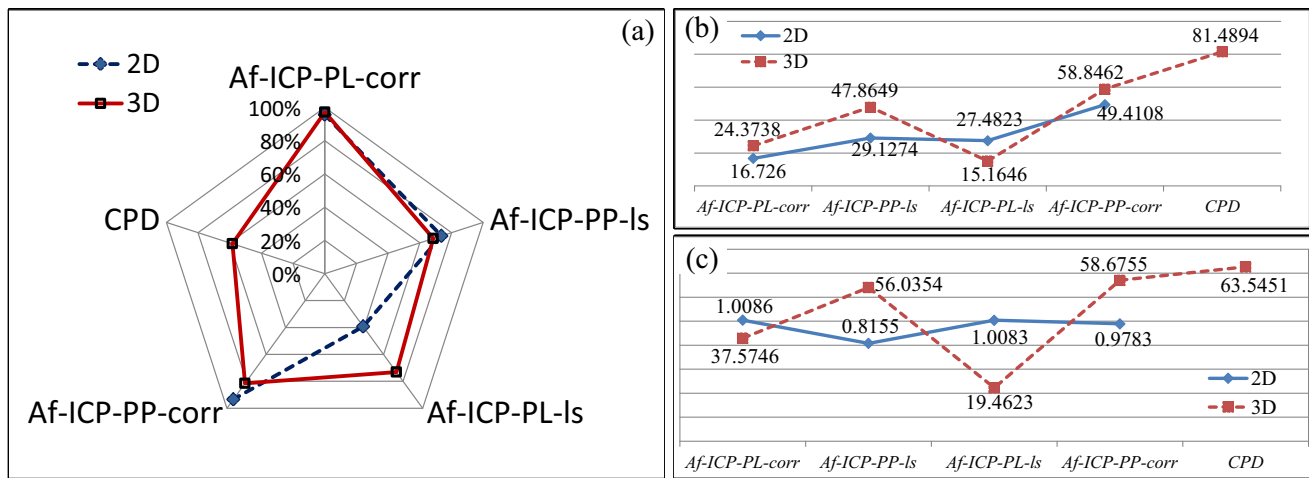 (a)
2D
3D
Af-ICP-PL-corr
100%
80%
60%
40%
20%
0%
CPD
Af-ICP-PP-ls
Af-ICP-PP-corr
Af-ICP-PL-ls
(b)
2D
3D
81.4894
58.8462
47.8649
49.4108
24.3738
27.4823
29.1274
16.726
15.1646
Af-ICP-PL-corr Af-ICP-PP-ls Af-ICP-PL-ls Af-ICP-PP-corr CPD
(c)
58.6755
56.0354
63.5451
1.0086
0.8155
1.0083
0.9783
37.5746
19.4623
2D
3D
Af-ICP-PL-corr Af-ICP-PP-ls Af-ICP-PL-ls Af-ICP-PP-corr CPD